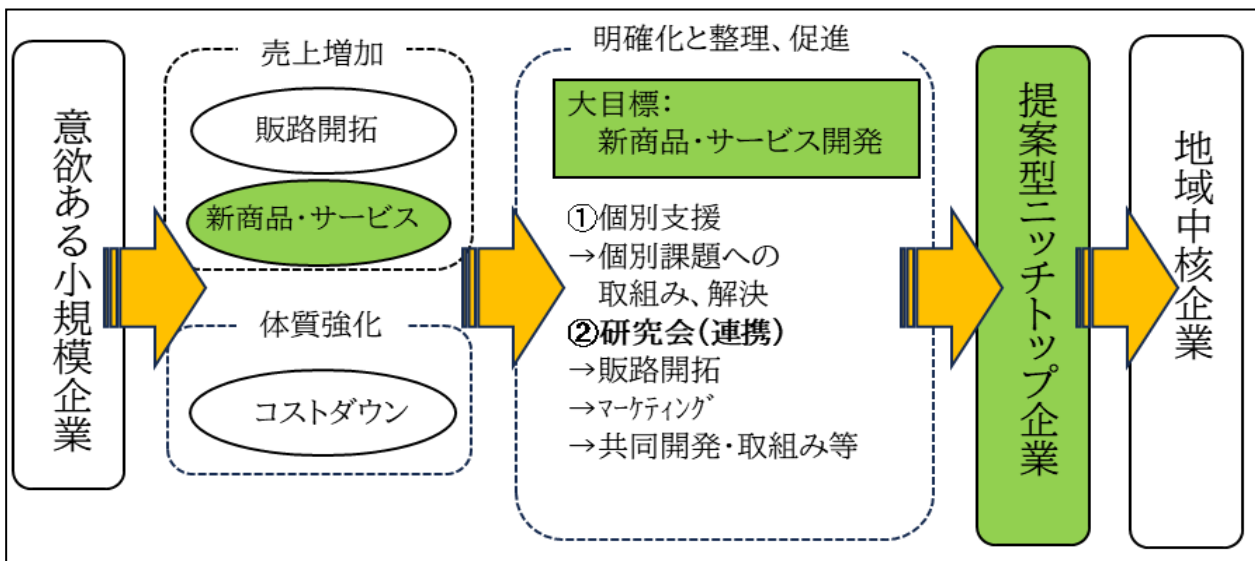 意欲ある小規模企業
売上増加
販路開拓
新商品・サービス
体質強化
コストダウン
明確化と整理、促進
大目標：
新商品・サービス開発
①個別支援
→個別課題への
取組み、解決
②研究会（連携）
→販路開拓
→ﾏｰｹﾃｨﾝｸﾞ
→共同開発・取組み等
提案型ニッチトップ企業
地域中核企業